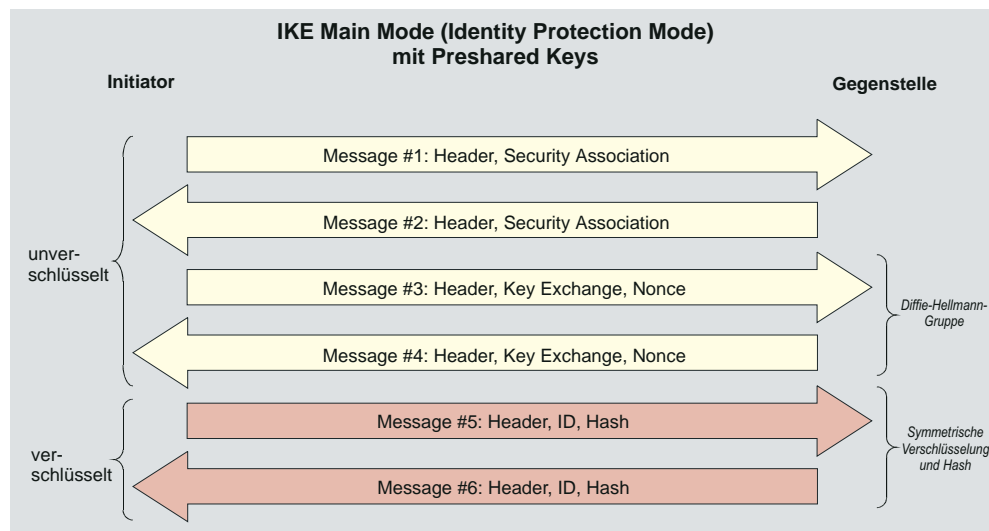 IKE Main Mode (Identity Protection Mode)
mit Preshared Keys
Initiator
Gegenstelle
Message #1: Header, Security Association
Message #2: Header, Security Association
unver-
schlüsselt
Message #3: Header, Key Exchange, Nonce
Diffie-Hellmann-
Gruppe
Message #4: Header, Key Exchange, Nonce
Message #5: Header, ID, Hash
Symmetrische
Verschlüsselung
und Hash
ver-
schlüsselt
Message #6: Header, ID, Hash